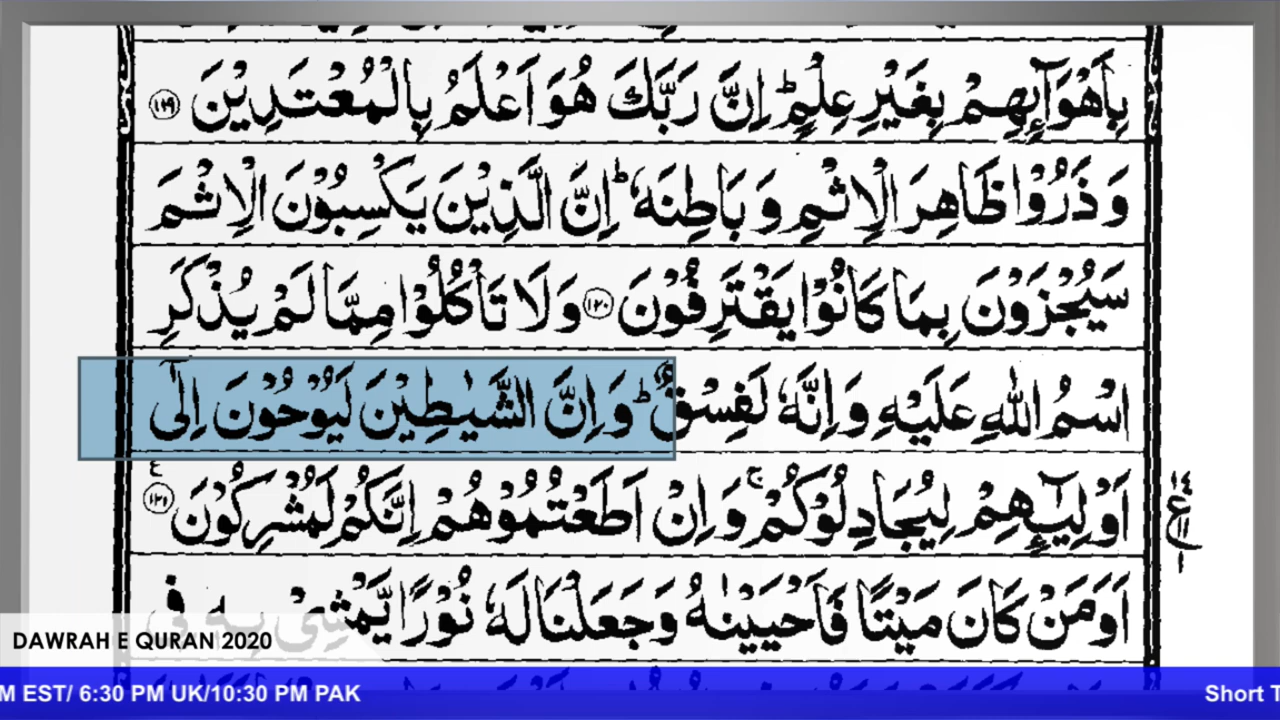 بِاَهْوَآىِٕهِمْ بِغَيْرِ عِلْمٍ ؕ اِنَّ رَبَّكَ هُوَ اَعْلَمُ بِالْمُعْتَدِيْنَ ﴿۱۱۹﴾
وَ ذَرُوْا ظَاهِرَ الْاِثْمِ وَ بَاطِنَهٗ ؕ اِنَّ الَّذِيْنَ يَكْسِبُوْنَ الْاِثْمَ
سَيُجْزَوْنَ بِمَا كَانُوْا يَقْتَرِفُوْنَ ﴿۱۲۰﴾ وَ لَا تَاْكُلُوْا مِمَّا لَمْ يُذْكَرِ
اسْمُ اللّٰهِ عَلَيْهِ وَ اِنَّهٗ لَفِسْقٌ ؕ وَ اِنَّ الشَّيٰطِيْنَ لَيُوْحُوْنَ اِلٰٓى
اَوْلِيٰٓـِٕهِمْ لِيُجَادِلُوْكُمْ ۚ وَ اِنْ اَطَعْتُمُوْهُمْ اِنَّكُمْ لَمُشْرِكُوْنَ ﴿۱۲۱﴾ ع
اَوَ مَنْ كَانَ مَيْتًا فَاَحْيَيْنٰهُ وَ جَعَلْنَا لَهٗ نُوْرًا يَّمْشِيْ بِهٖ فِي
DAWRAH E QURAN 2020
M EST/ 6:30 PM UK/10:30 PM PAK
Short T